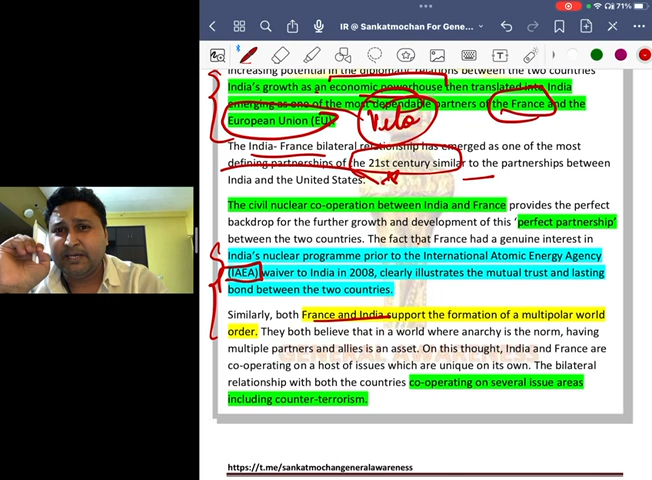 71%
IR @ Sankatmochan For Gene...
increasing potential in the diplomatic relations between the two countries
India's growth as an economic powerhouse then translated into India
emerging as one of the most dependable partners of the France and the
European Union (EU).
Veto
The India- France bilateral relationship has emerged as one of the most
defining partnerships of the 21st century similar to the partnerships between
India and the United States.
The civil nuclear co-operation between India and France provides the perfect
backdrop for the further growth and development of this 'perfect partnership'
between the two countries. The fact that France had a genuine interest in
India's nuclear programme prior to the International Atomic Energy Agency
(IAEA) waiver to India in 2008, clearly illustrates the mutual trust and lasting
bond between the two countries.
Similarly, both France and India support the formation of a multipolar world
order. They both believe that in a world where anarchy is the norm, having
multiple partners and allies is an asset. On this thought, India and France are
GENERAL AWARENESS
co-operating on a host of issues which are unique on its own. The bilateral
relationship with both the countries co-operating on several issue areas
including counter-terrorism.
https://t.me/sankatmochangeneralawareness